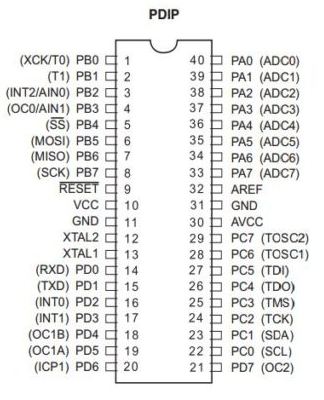 PDIP
(XCK/T0) PB0 1 40 PA0 (ADC0)
(T1) PB1 2 39 PA1 (ADC1)
(INT2/AIN0) PB2 3 38 PA2 (ADC2)
(OC0/AIN1) PB3 4 37 PA3 (ADC3)
(SS) PB4 5 36 PA4 (ADC4)
(MOSI) PB5 6 35 PA5 (ADC5)
(MISO) PB6 7 34 PA6 (ADC6)
(SCK) PB7 8 33 PA7 (ADC7)
RESET 9 32 AREF
VCC 10 31 GND
GND 11 30 AVCC
XTAL2 12 29 PC7 (TOSC2)
XTAL1 13 28 PC6 (TOSC1)
(RXD) PD0 14 27 PC5 (TDI)
(TXD) PD1 15 26 PC4 (TDO)
(INT0) PD2 16 25 PC3 (TMS)
(INT1) PD3 17 24 PC2 (TCK)
(OC1B) PD4 18 23 PC1 (SDA)
(OC1A) PD5 19 22 PC0 (SCL)
(ICP1) PD6 20 21 PD7 (OC2)